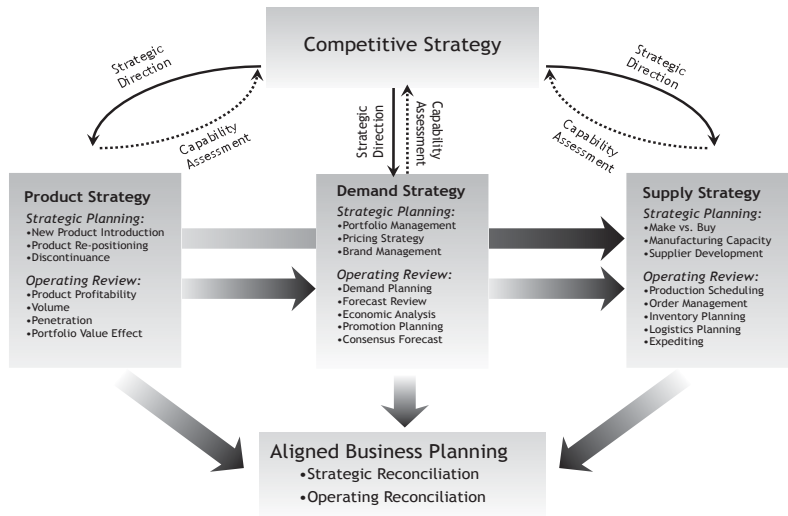 Competitive Strategy
Strategic
Direction
Capability
Assessment
Strategic
Direction
Capability
Assessment
Strategic
Direction
Capability
Assessment
Product Strategy
Strategic Planning:
•New Product Introduction
•Product Re-positioning
•Discontinuance
Operating Review:
•Product Profitability
•Volume
•Penetration
•Portfolio Value Effect
Demand Strategy
Strategic Planning:
•Portfolio Management
•Pricing Strategy
•Brand Management
Operating Review:
•Demand Planning
•Forecast Review
•Economic Analysis
•Promotion Planning
•Consensus Forecast
Supply Strategy
Strategic Planning:
•Make vs. Buy
•Manufacturing Capacity
•Supplier Development
Operating Review:
•Production Scheduling
•Order Management
•Inventory Planning
•Logistics Planning
•Expediting
Aligned Business Planning
•Strategic Reconciliation
•Operating Reconciliation